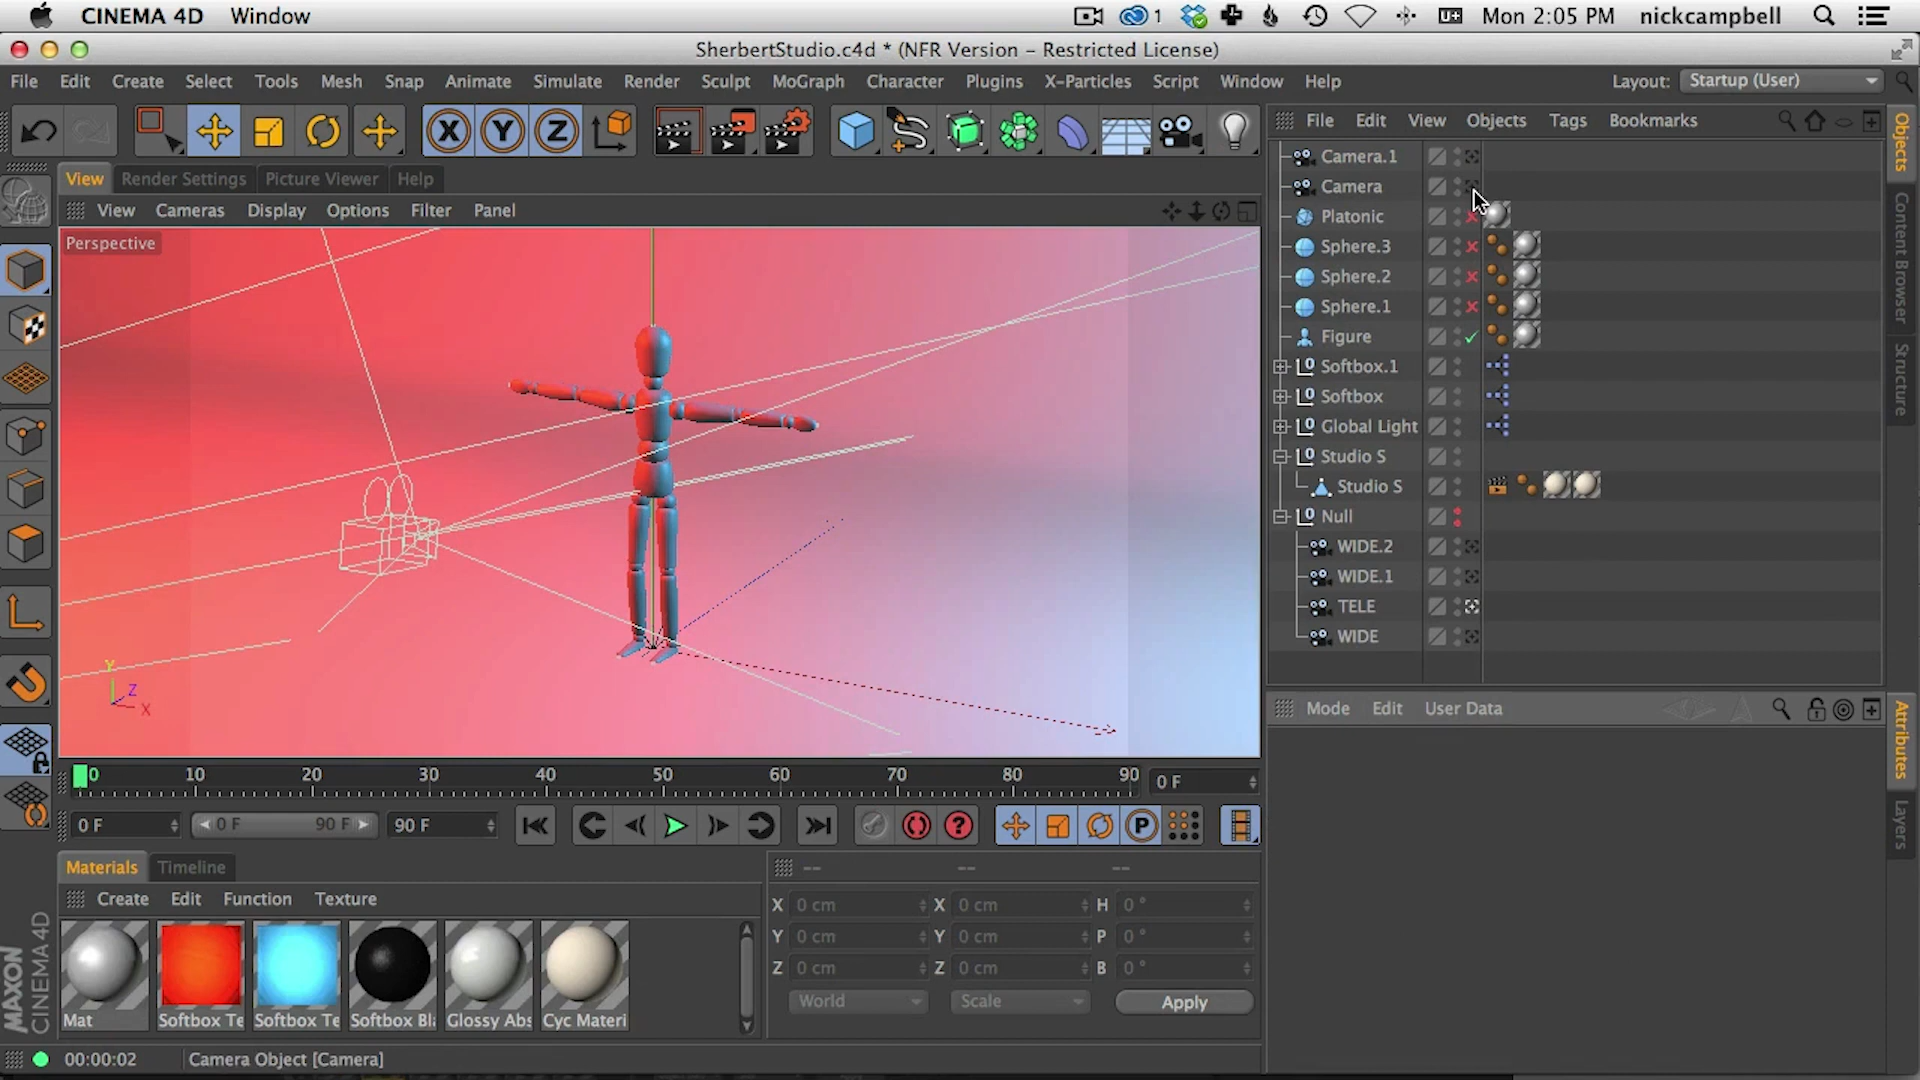 CINEMA 4D Window 1 Mon 2:05 PM nickcampbell
SherbertStudio.c4d * (NFR Version - Restricted License)
File Edit Create Select Tools Mesh Snap Animate Simulate Render Sculpt MoGraph Character Plugins X-Particles Script Window Help Layout: Startup (User)
X Y Z
File Edit View Objects Tags Bookmarks
View Render Settings Picture Viewer Help
View Cameras Display Options Filter Panel
Perspective
Y
Z
X
Camera.1
Camera
Platonic
Sphere.3
Sphere.2
Sphere.1
Figure
Softbox.1
Softbox
Global Light
Studio S
Studio S
Null
WIDE.2
WIDE.1
TELE
WIDE
Objects
Content Browser
Structure
Mode Edit User Data
Attributes
Layers
0 10 20 30 40 50 60 70 80 90 0 F
0 F 0 F 90 F 90 F
P
Materials Timeline
Create Edit Function Texture
Mat Softbox Te Softbox Te Softbox Bl Glossy Abs Cyc Materi
-- -- --
X 0 cm X 0 cm H 0 °
Y 0 cm Y 0 cm P 0 °
Z 0 cm Z 0 cm B 0 °
World Scale Apply
MAXON
CINEMA 4D
00:00:02 Camera Object [Camera]